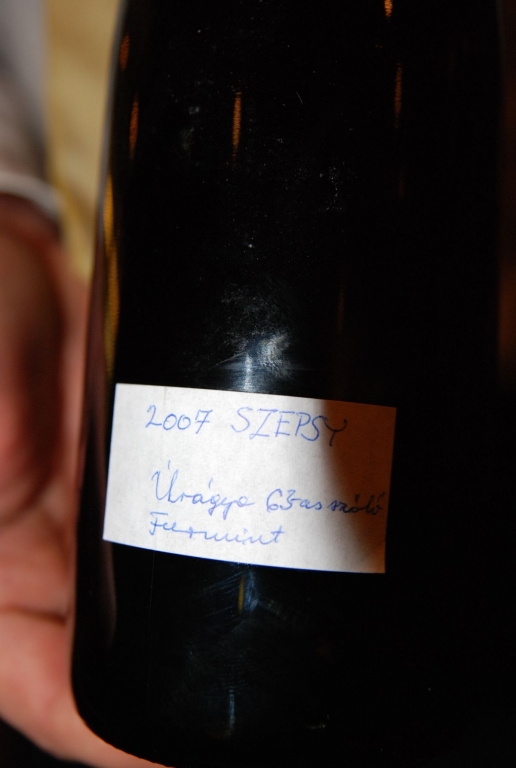 2007 SZEPSY
Úrágya 63as szőlő
Furmint